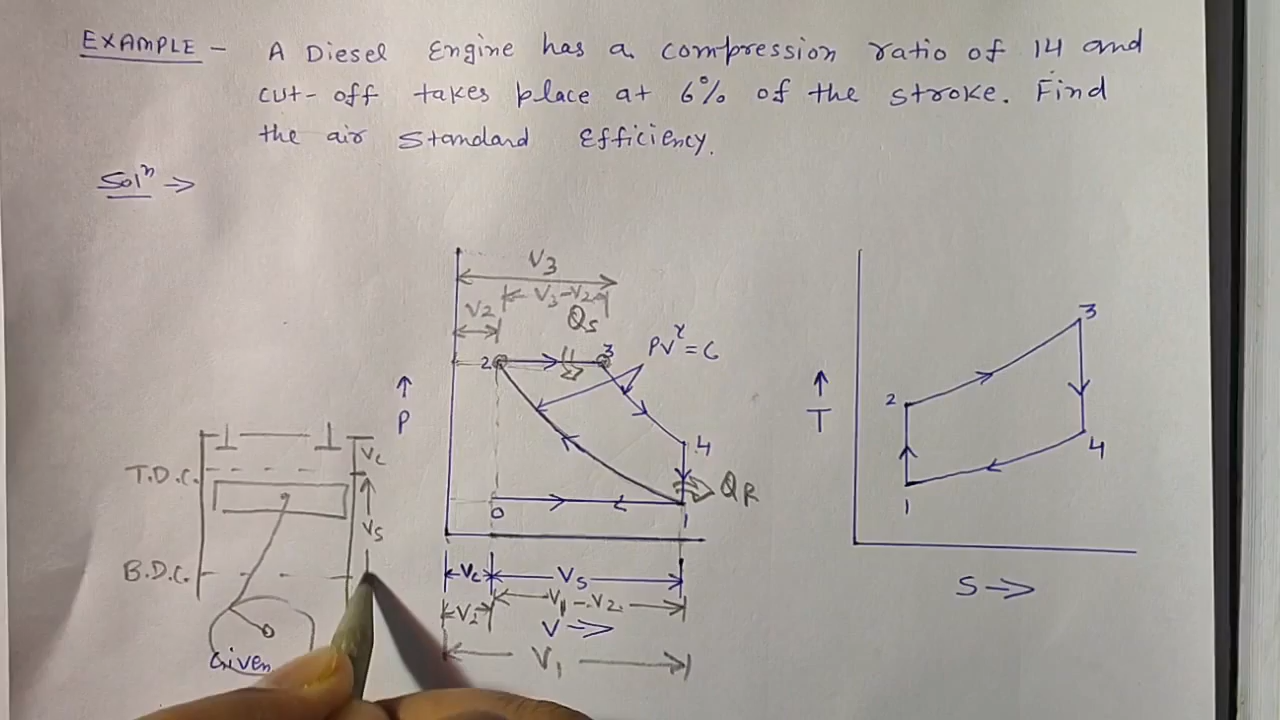 EXAMPLE - A Diesel Engine has a compression ratio of 14 and
cut-off takes place at 6% of the stroke. Find
the air standard Efficiency.
Solⁿ →
V3
V3-V2
V2
QS
2
3
PVɣ=C
↑
P
4
QR
0
1
VC
VS
V2
V1-V2
V →
V1
T.D.C.
VC
VS
B.D.C.
Given
↑
T
2
3
4
1
S →